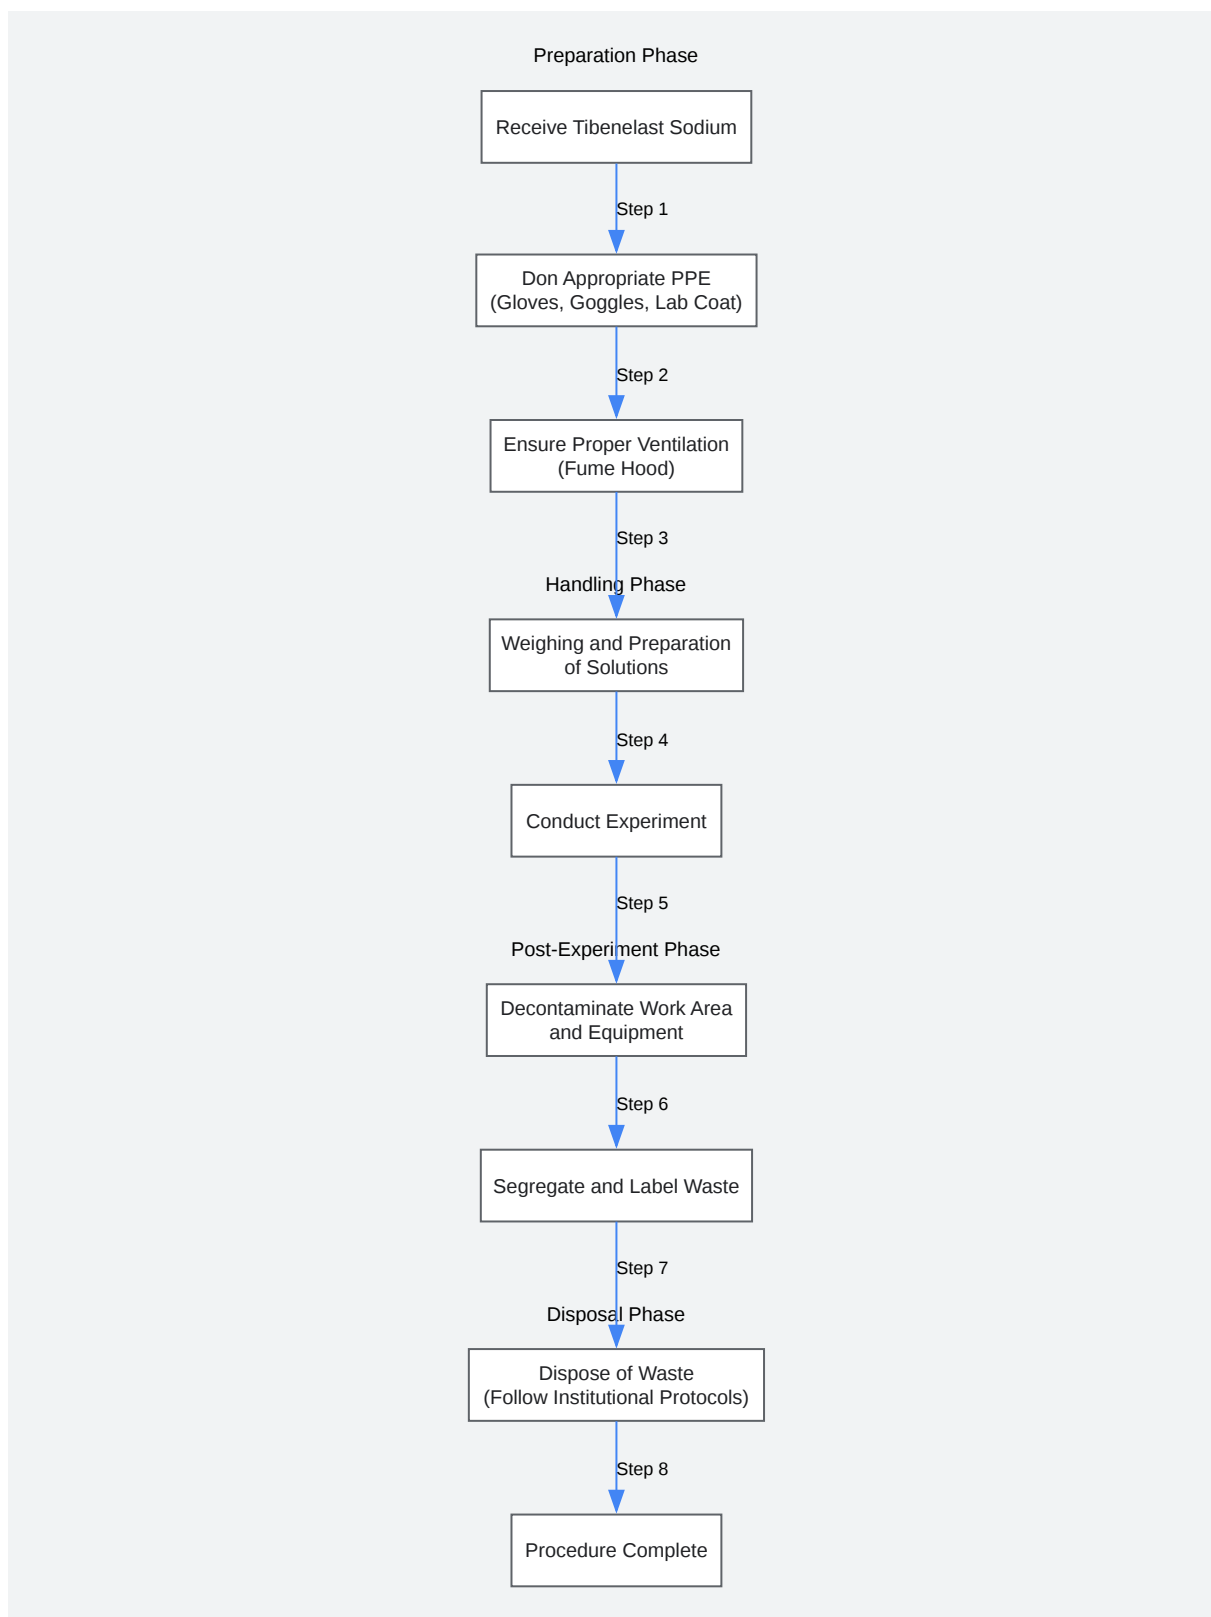 Preparation Phase
Receive Tibenelast Sodium
Step 1
Don Appropriate PPE
(Gloves, Goggles, Lab Coat)
Step 2
Ensure Proper Ventilation
(Fume Hood)
Step 3
Handling Phase
Weighing and Preparation
of Solutions
Step 4
Conduct Experiment
Step 5
Post-Experiment Phase
Decontaminate Work Area
and Equipment
Step 6
Segregate and Label Waste
Step 7
Disposal Phase
Dispose of Waste
(Follow Institutional Protocols)
Step 8
Procedure Complete